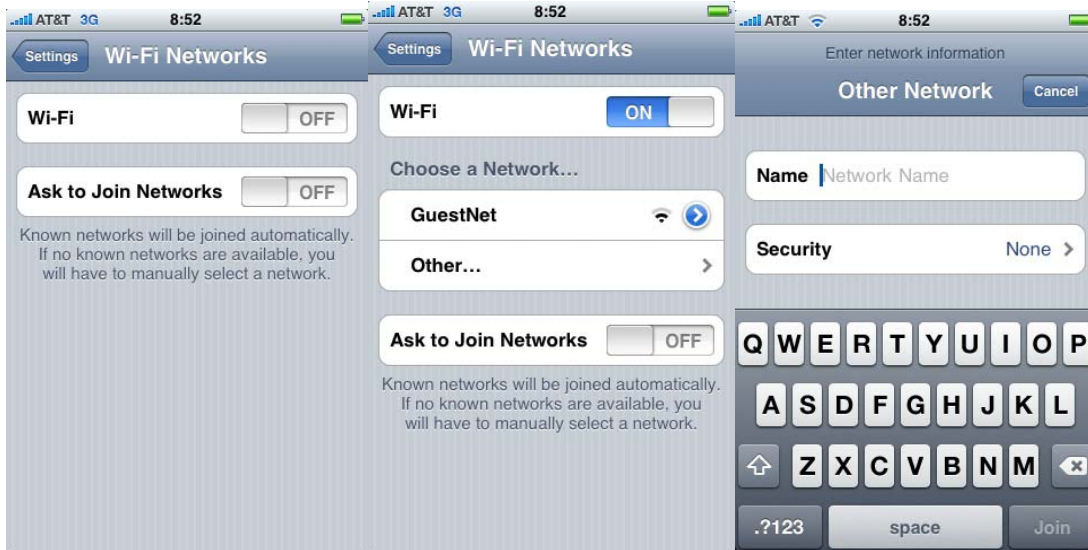 AT&T 3G 8:52
Settings Wi-Fi Networks
Wi-Fi OFF
Ask to Join Networks OFF
Known networks will be joined automatically.
If no known networks are available, you
will have to manually select a network.
AT&T 3G 8:52
Settings Wi-Fi Networks
Wi-Fi ON
Choose a Network...
GuestNet
Other...
Ask to Join Networks OFF
Known networks will be joined automatically.
If no known networks are available, you
will have to manually select a network.
AT&T 8:52
Enter network information
Other Network Cancel
Name Network Name
Security None
Q W E R T Y U I O P
A S D F G H J K L
Z X C V B N M
.?123 space Join